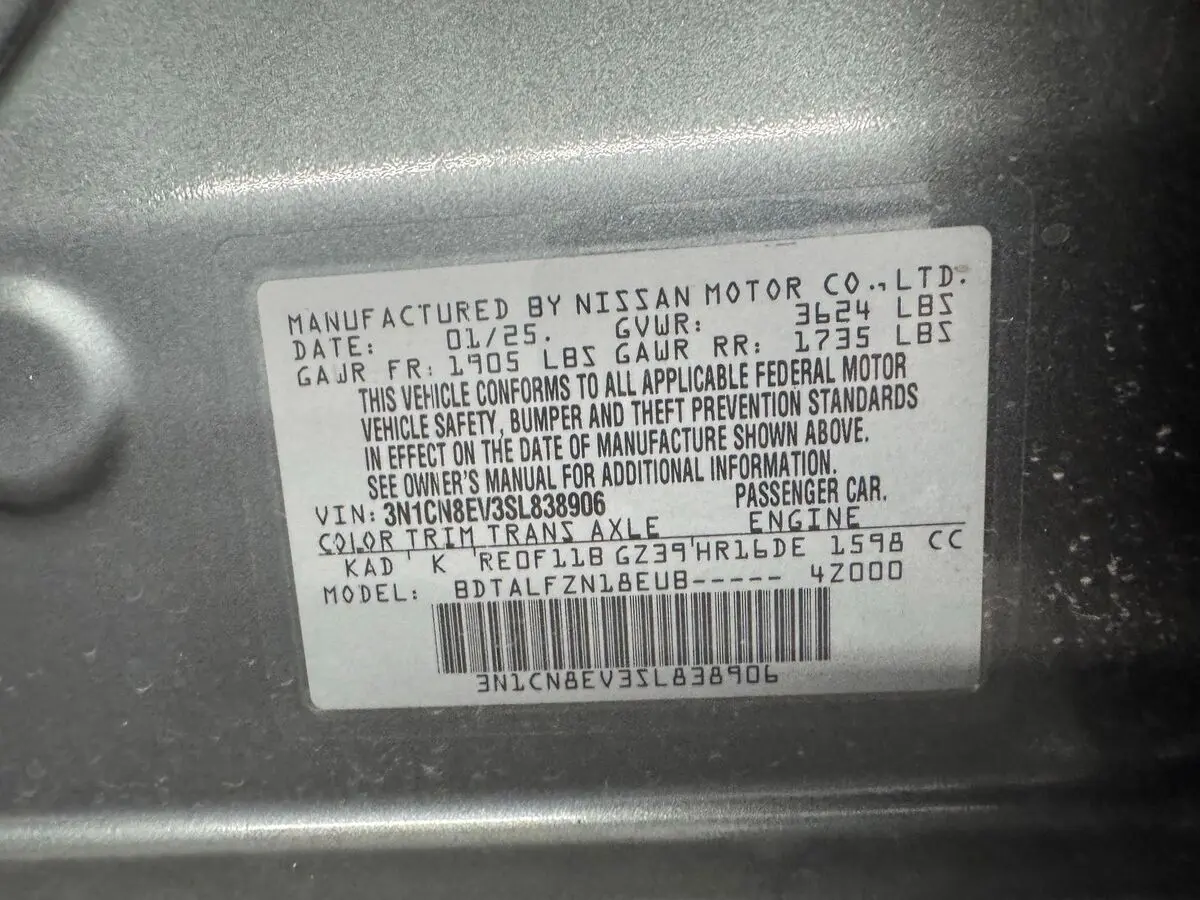 MANUFACTURED BY NISSAN MOTOR CO.,LTD.
DATE: 01/25. GVWR: 3624 LBS
GAWR FR: 1905 LBS GAWR RR: 1735 LBS
THIS VEHICLE CONFORMS TO ALL APPLICABLE FEDERAL MOTOR
VEHICLE SAFETY, BUMPER AND THEFT PREVENTION STANDARDS
IN EFFECT ON THE DATE OF MANUFACTURE SHOWN ABOVE.
SEE OWNER'S MANUAL FOR ADDITIONAL INFORMATION.
VIN: 3N1CN8EV3SL838906 PASSENGER CAR.
COLOR TRIM TRANS AXLE ENGINE
KAD K RE0F11B GZ39 HR16DE 1598 CC
MODEL: BDTALFZN18EUB----- 4Z000
3N1CN8EV3SL838906